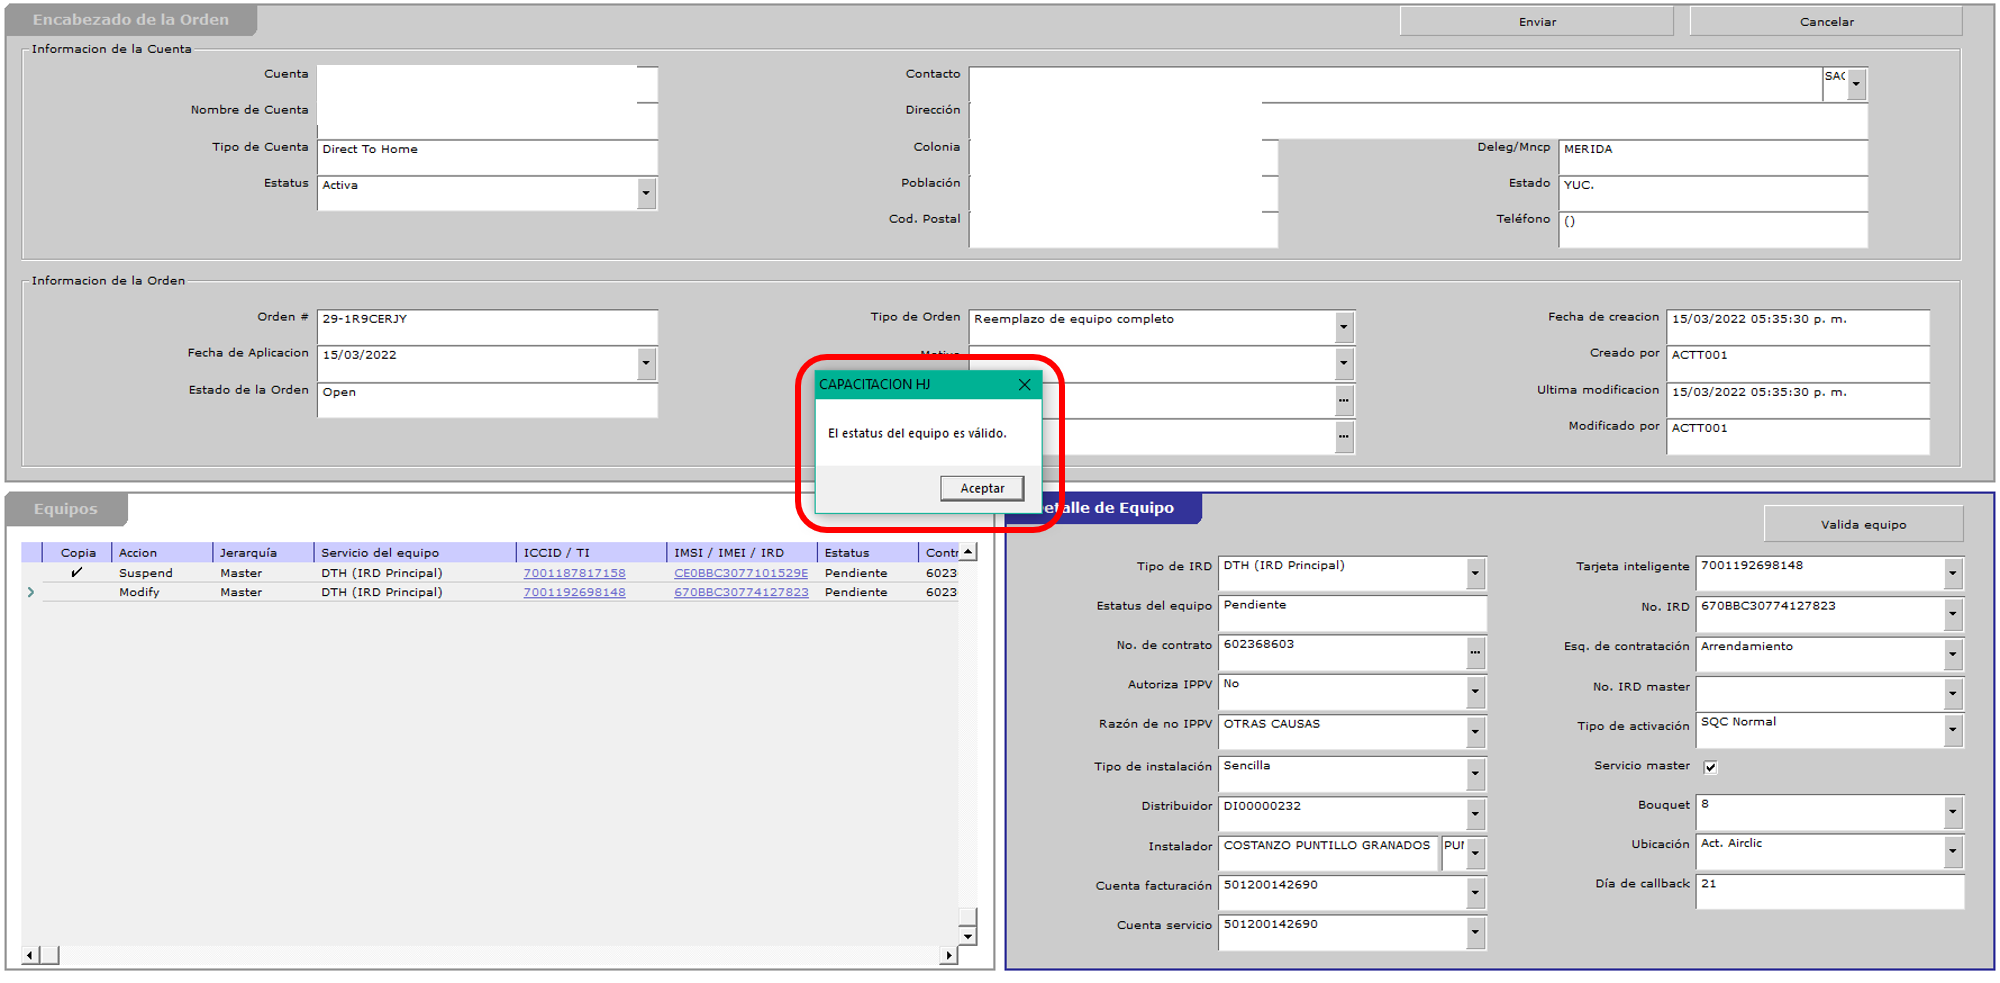 Encabezado de la Orden
Enviar
Cancelar
Informacion de la Cuenta
Cuenta
Contacto
SAC
Nombre de Cuenta
Dirección
Tipo de Cuenta
Direct To Home
Colonia
Deleg/Mncp
MERIDA
Estatus
Activa
Población
Estado
YUC.
Cod. Postal
Teléfono
()
Informacion de la Orden
Orden #
29-1R9CERJY
Tipo de Orden
Reemplazo de equipo completo
Fecha de creacion
15/03/2022 05:35:30 p. m.
Fecha de Aplicacion
15/03/2022
Creado por
ACTT001
Estado de la Orden
Open
Ultima modificacion
15/03/2022 05:35:30 p. m.
Modificado por
ACTT001
CAPACITACION HJ
El estatus del equipo es válido.
Aceptar
Equipos
Copia Accion Jerarquía Servicio del equipo ICCID / TI IMSI / IMEI / IRD Estatus Contr
Suspend Master DTH (IRD Principal) 7001187817158 CE0BBC3077101529E Pendiente 6023
Modify Master DTH (IRD Principal) 7001192698148 670BBC30774127823 Pendiente 6023
etalle de Equipo
Valida equipo
Tipo de IRD
DTH (IRD Principal)
Tarjeta inteligente
7001192698148
Estatus del equipo
Pendiente
No. IRD
670BBC30774127823
No. de contrato
602368603
Esq. de contratación
Arrendamiento
Autoriza IPPV
No
No. IRD master
Razón de no IPPV
OTRAS CAUSAS
Tipo de activación
SQC Normal
Tipo de instalación
Sencilla
Servicio master
Distribuidor
DI00000232
Bouquet
8
Instalador
COSTANZO PUNTILLO GRANADOS
PUN
Ubicación
Act. Airclic
Cuenta facturación
501200142690
Día de callback
21
Cuenta servicio
501200142690